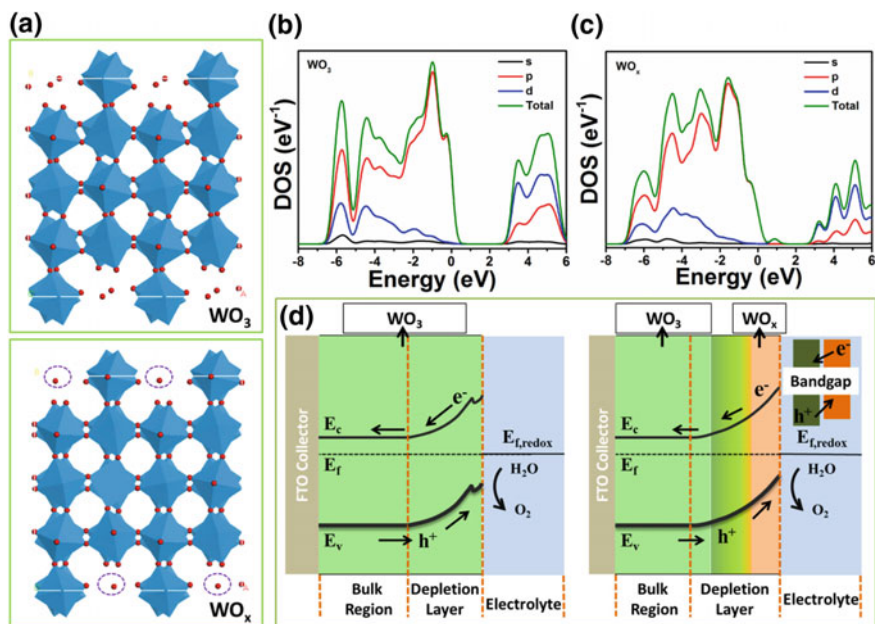 (a)
WO3
WOx
(b)
WO3
s
p
d
Total
DOS (eV-1)
-8 -6 -4 -2 0 2 4 6
Energy (eV)
(c)
WOx
s
p
d
Total
DOS (eV-1)
-8 -6 -4 -2 0 2 4 6
Energy (eV)
(d)
WO3
FTO Collector
e-
Ec
Ef
Ev
h+
Ef,redox
H2O
O2
Bulk
Region
Depletion
Layer
Electrolyte
WO3
WOx
FTO Collector
e-
Bandgap
h+
e-
Ec
Ef
Ev
h+
Ef,redox
H2O
O2
Bulk
Region
Depletion
Layer
Electrolyte